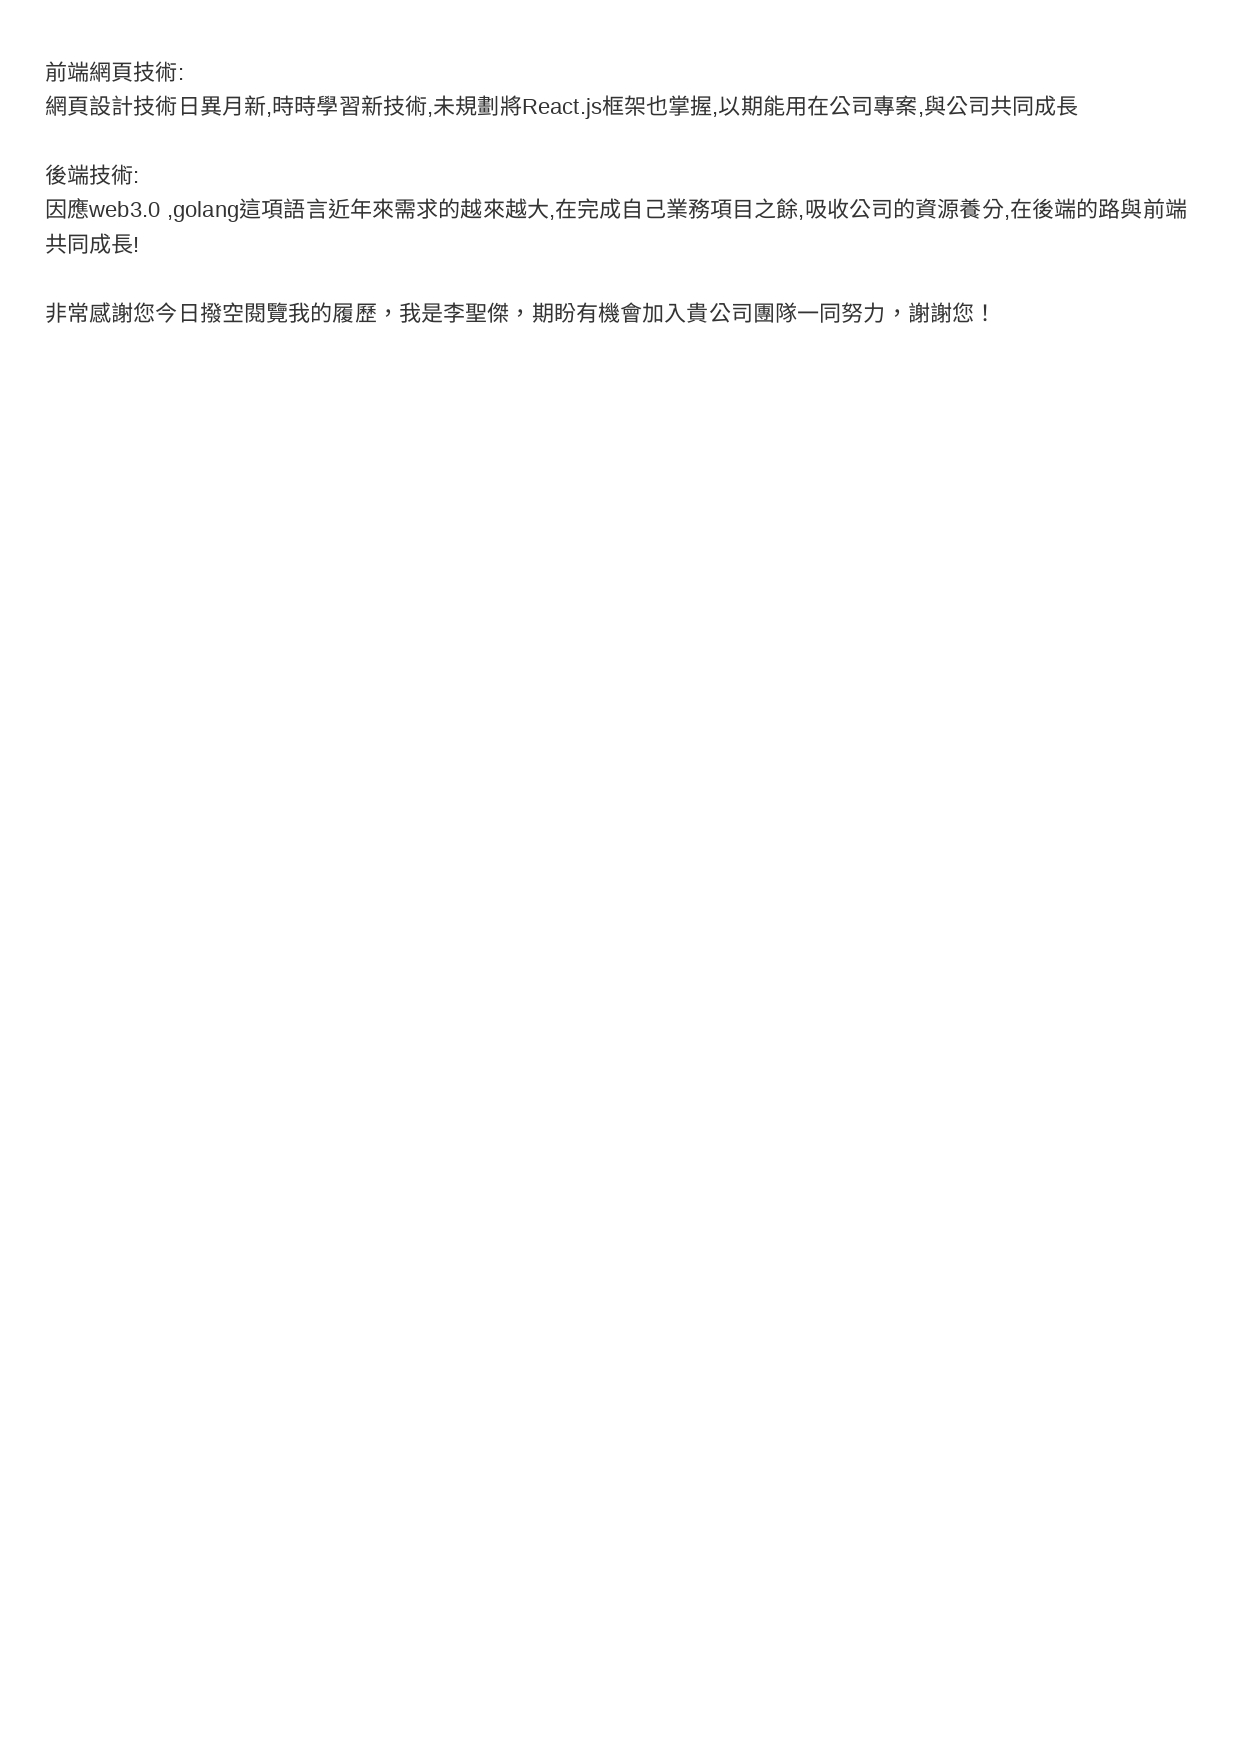 前端網頁技術:
網頁設計技術日異月新,時時學習新技術,未規劃將React.js框架也掌握,以期能用在公司專案,與公司共同成長
後端技術:
因應web3.0 ,golang這項語言近年來需求的越來越大,在完成自己業務項目之餘,吸收公司的資源養分,在後端的路與前端
共同成長!
非常感謝您今日撥空閱覽我的履歷，我是李聖傑，期盼有機會加入貴公司團隊一同努力，謝謝您！